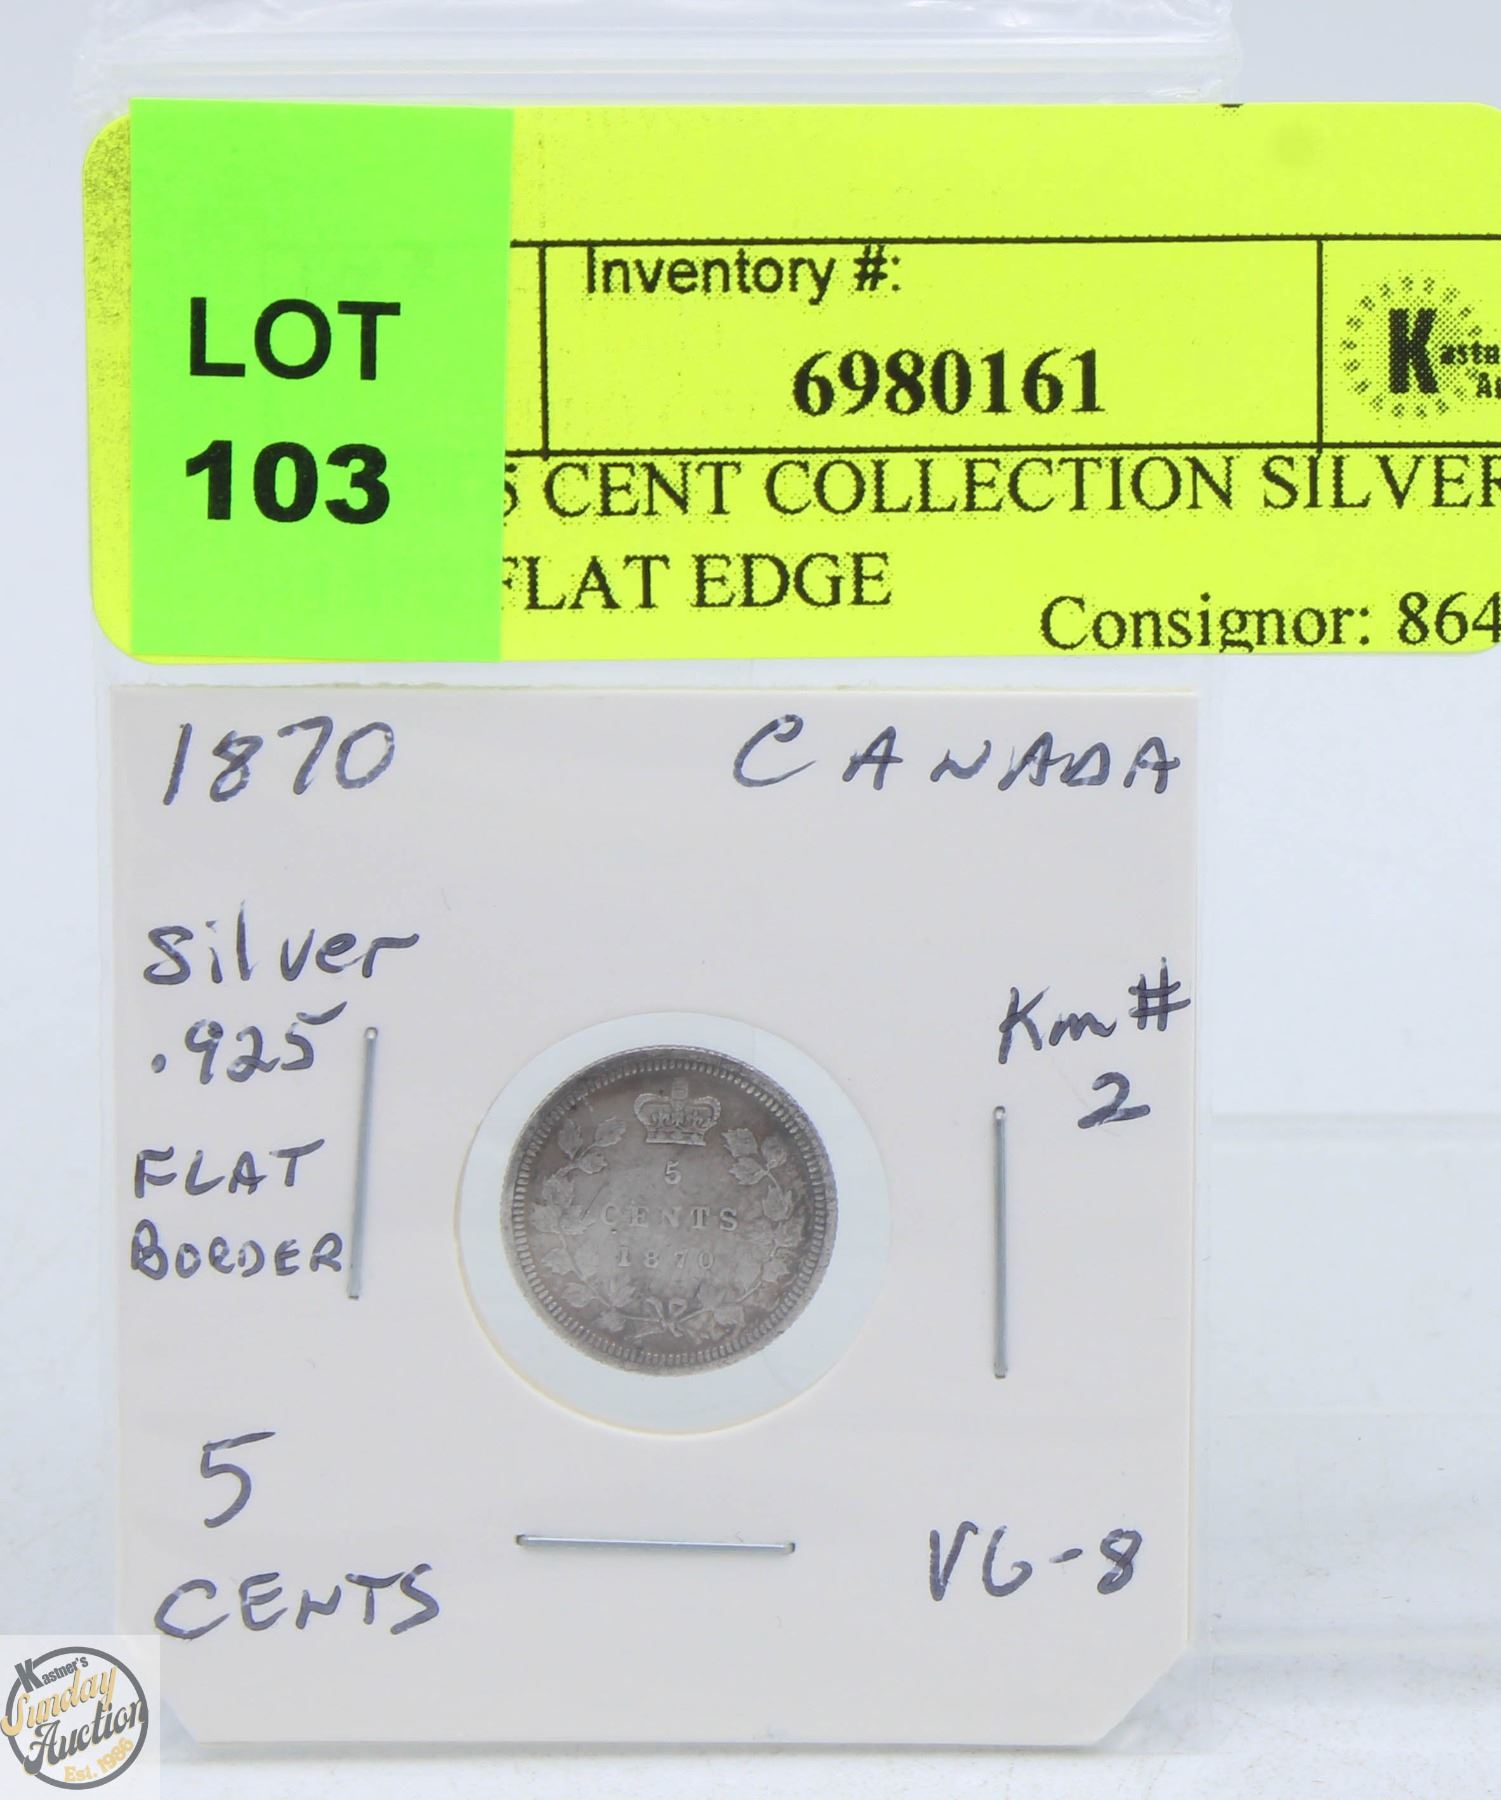 LOT
103
Inventory #:
6980161
5 CENT COLLECTION SILVER
FLAT EDGE
Consignor: 864
1870
CANADA
Silver
.925
FLAT
BORDER
Km#
2
5
CENTS
1870
5
CENTS
VG-8
Kastner's
Sunday
Auction
Est. 1986